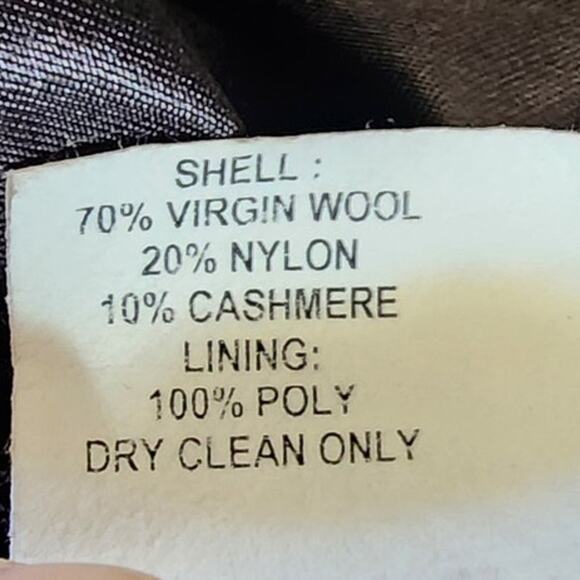 SHELL :
70% VIRGIN WOOL
20% NYLON
10% CASHMERE
LINING:
100% POLY
DRY CLEAN ONLY